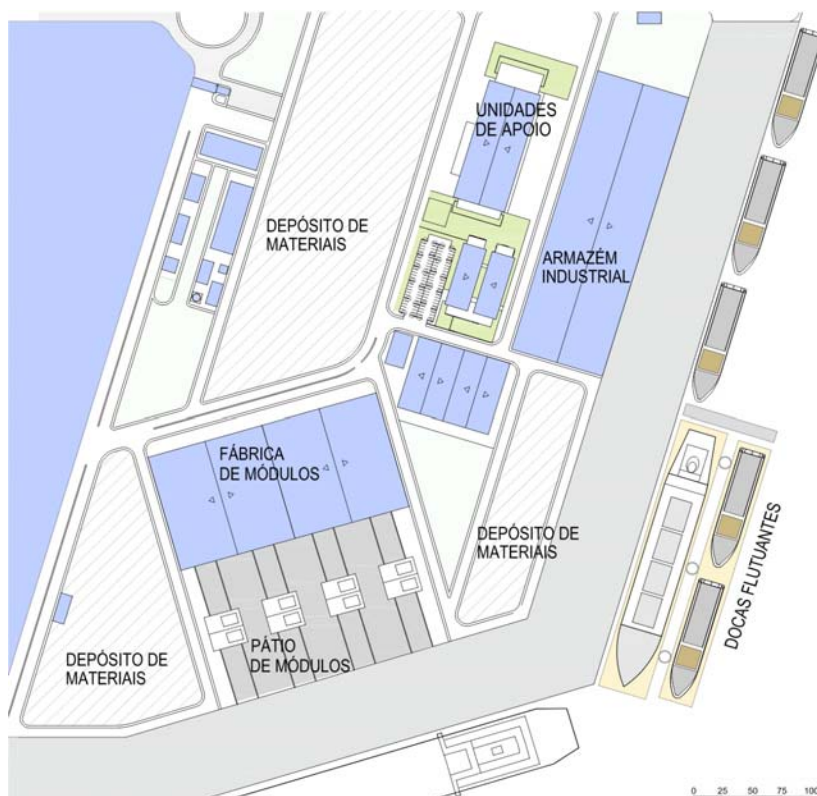 UNIDADES
DE APOIO
DEPÓSITO DE
MATERIAIS
ARMAZÉM
INDUSTRIAL
FÁBRICA
DE MÓDULOS
DEPÓSITO DE
MATERIAIS
DOCAS FLUTUANTES
PÁTIO
DE MÓDULOS
DEPÓSITO DE
MATERIAIS
0 25 50 75 100